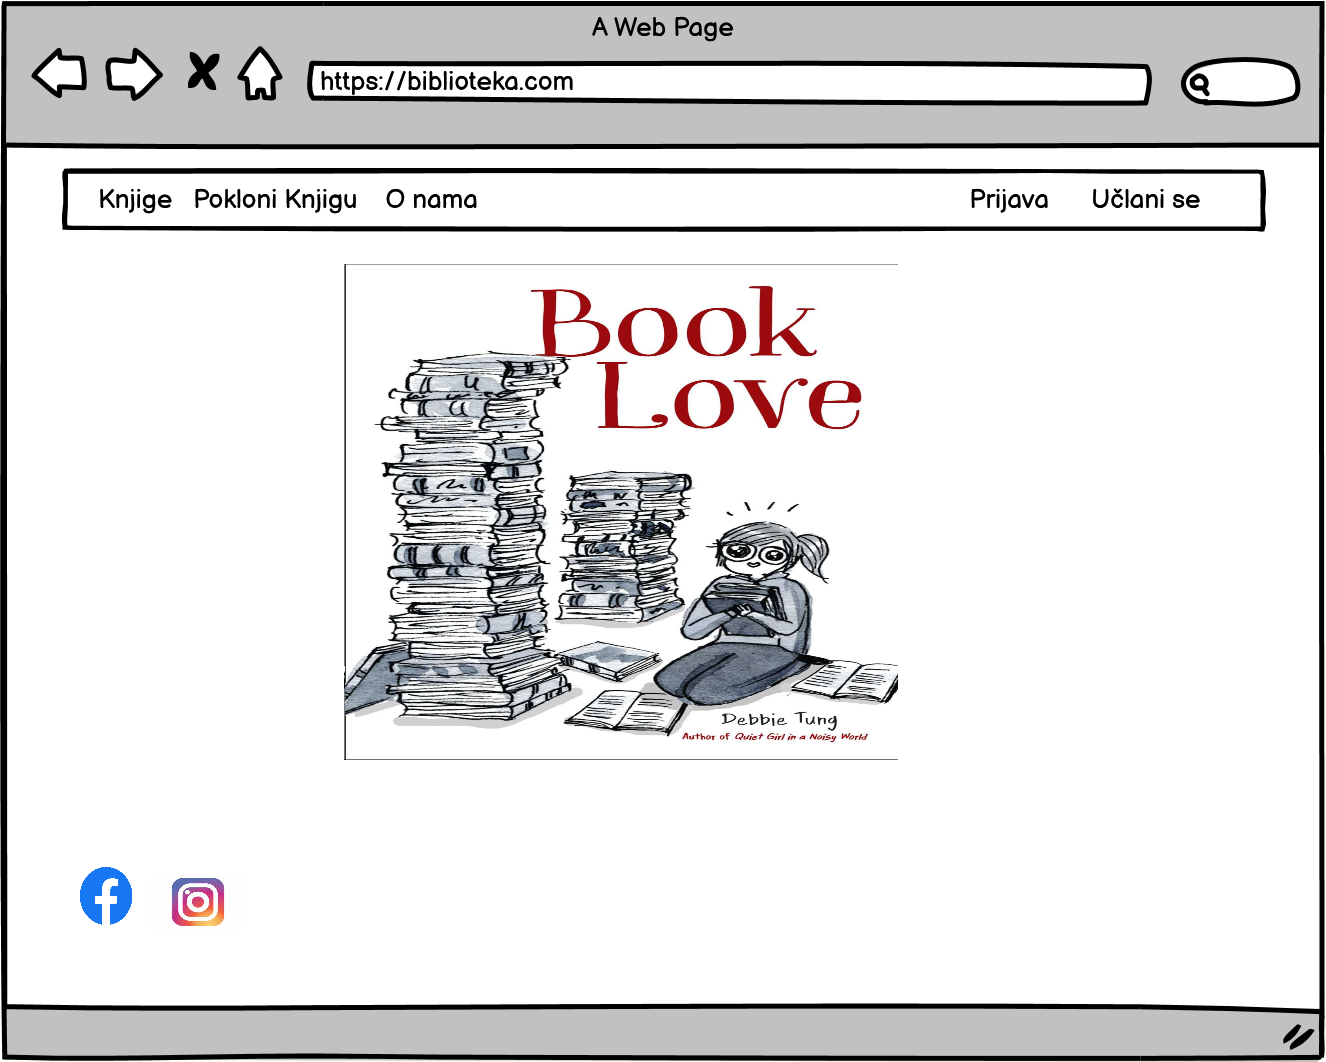 A Web Page
https://biblioteka.com
Knjige Pokloni Knjigu O nama Prijava Učlani se
Book
Love
Debbie Tung
Author of Quiet Girl in a Noisy World